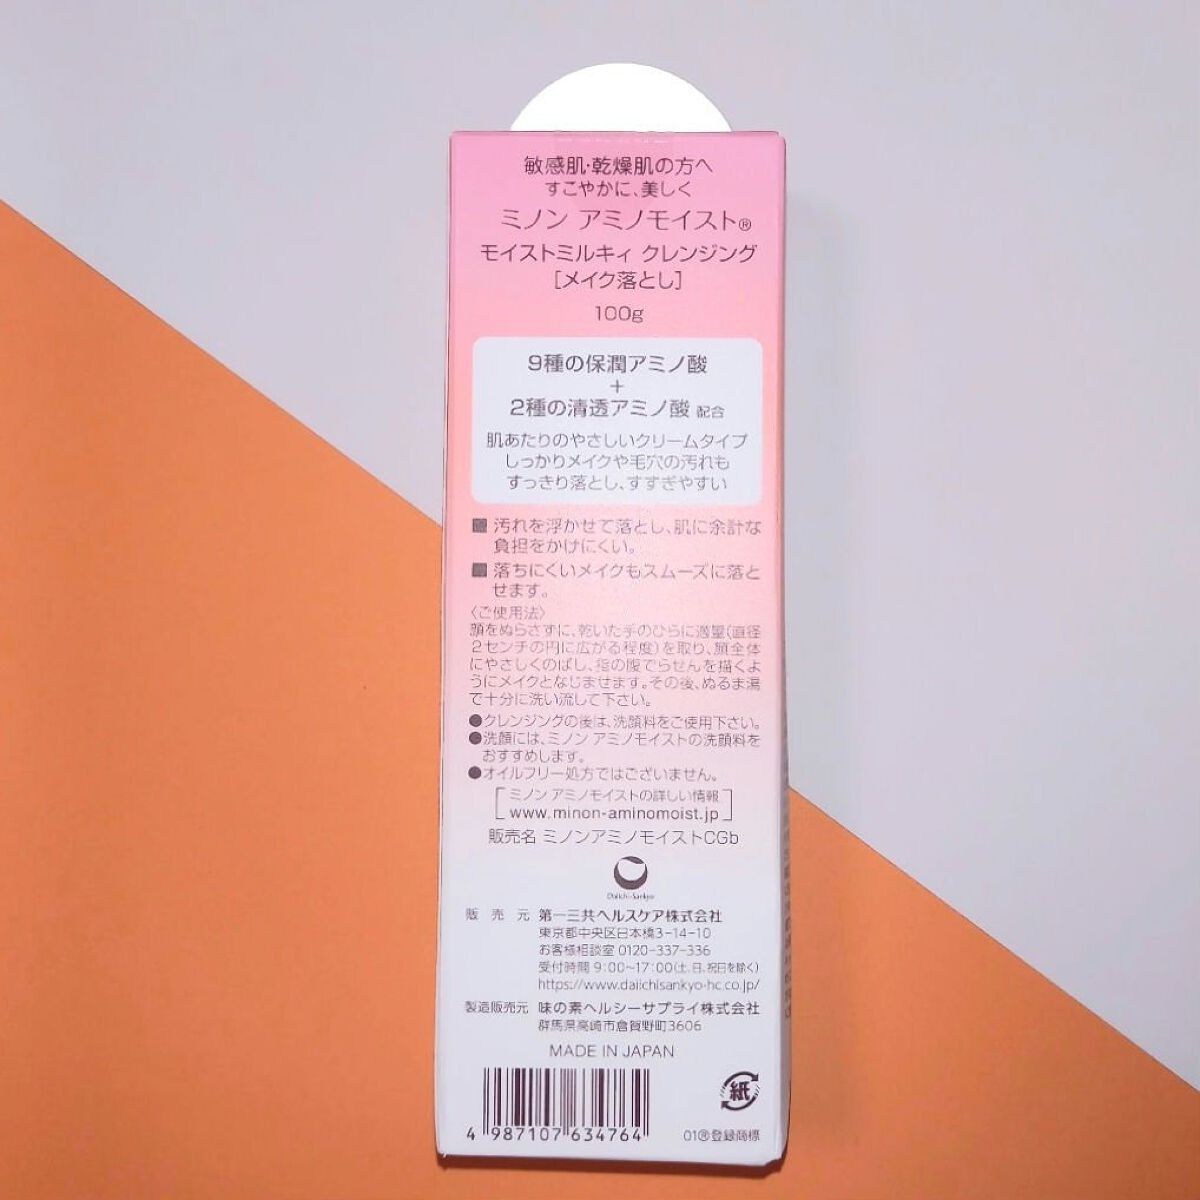 敏感肌・乾燥肌の方へ
すこやかに、美しく
ミノン アミノモイスト®
モイストミルキィ クレンジング
［メイク落とし］
100g
9種の保潤アミノ酸
+
2種の清透アミノ酸 配合
肌あたりのやさしいクリームタイプ
しっかりメイクや毛穴の汚れも
すっきり落とし、すすぎやすい
■ 汚れを浮かせて落とし、肌に余計な
負担をかけにくい。
■ 落ちにくいメイクもスムーズに落と
せます。
〈ご使用法〉
顔をぬらさずに、乾いた手のひらに適量(直径
2センチの円に広がる程度)を取り、顔全体
にやさしくのばし、指の腹でらせんを描くよ
うにメイクとなじませます。その後、ぬるま湯
で十分に洗い流して下さい。
●クレンジングの後は、洗顔料をご使用下さい。
●洗顔には、ミノン アミノモイストの洗顔料を
おすすめします。
●オイルフリー処方ではございません。
［ミノン アミノモイストの詳しい情報
www.minon-aminomoist.jp］
販売名 ミノンアミノモイストCGb
Daiichi-Sankyo
販売元 第一三共ヘルスケア株式会社
東京都中央区日本橋3-14-10
お客様相談室 0120-337-336
受付時間 9:00~17:00(土、日、祝日を除く)
https://www.daiichisankyo-hc.co.jp/
製造販売元 味の素ヘルシーサプライ株式会社
群馬県高崎市倉賀野町3606
MADE IN JAPAN
紙
4 987107 634764
01®登録商標